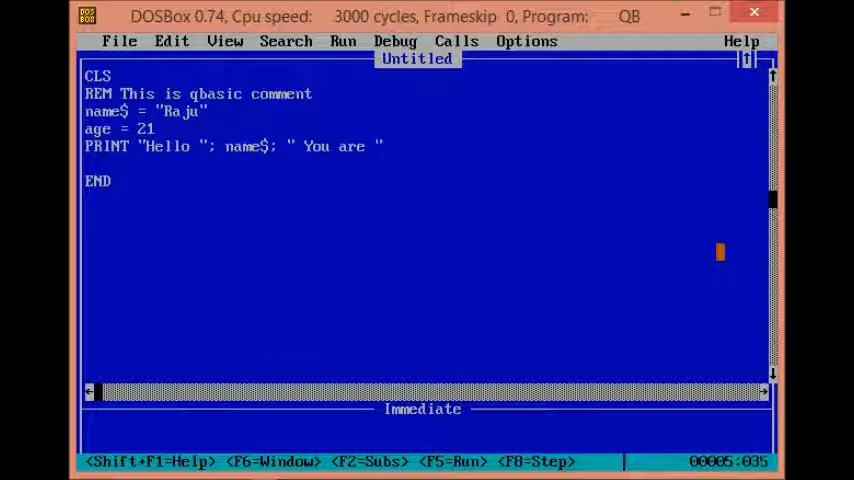 DOSBox 0.74, Cpu speed: 3000 cycles, Frameskip 0, Program: QB
File Edit View Search Run Debug Calls Options Help
Untitled
CLS
REM This is qbasic comment
name$ = "Raju"
age = 21
PRINT "Hello "; name$; " You are "
END
Immediate
<Shift+F1=Help> <F6=Window> <F2=Subs> <F5=Run> <F8=Step> 00005:035